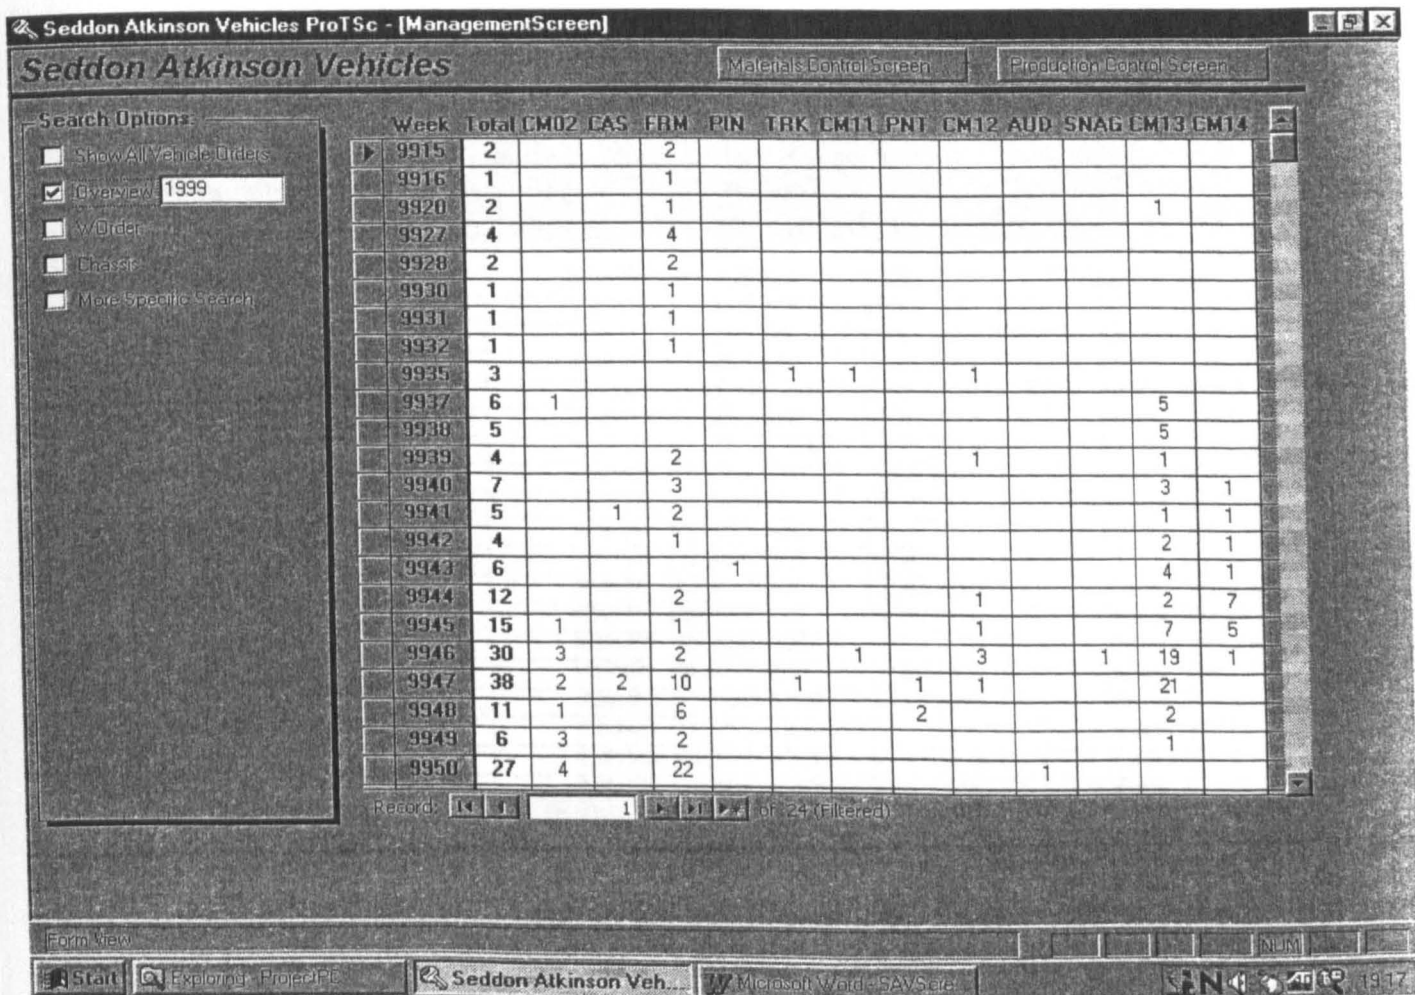 Seddon Atkinson Vehicles ProTSc - [ManagementScreen]
Seddon Atkinson Vehicles
Materials Control Screen
Production Control Screen
Search Options:
Show All Vehicle Orders
Overview 1999
WOrder
Chassis
More Specific Search
Week Total CM02 CAS FRM PIN TRK CM11 PNT CM12 AUD SNAG CM13 CM14
9915 2 2
9916 1 1
9920 2 1 1
9927 4 4
9928 2 2
9930 1 1
9931 1 1
9932 1 1
9935 3 1 1 1
9937 6 1 5
9938 5 5
9939 4 2 1 1
9940 7 3 3 1
9941 5 1 2 1 1
9942 4 1 2 1
9943 6 1 4 1
9944 12 2 1 2 7
9945 15 1 1 1 7 5
9946 30 3 2 1 3 1 19 1
9947 38 2 2 10 1 1 1 21
9948 11 1 6 2 2
9949 6 3 2 1
9950 27 4 22 1
Record: 1 of 24 (Filtered)
Form View
NUM
Start
Exploring - ProjectPC
Seddon Atkinson Veh...
Microsoft Word - SAVScre...
19:17